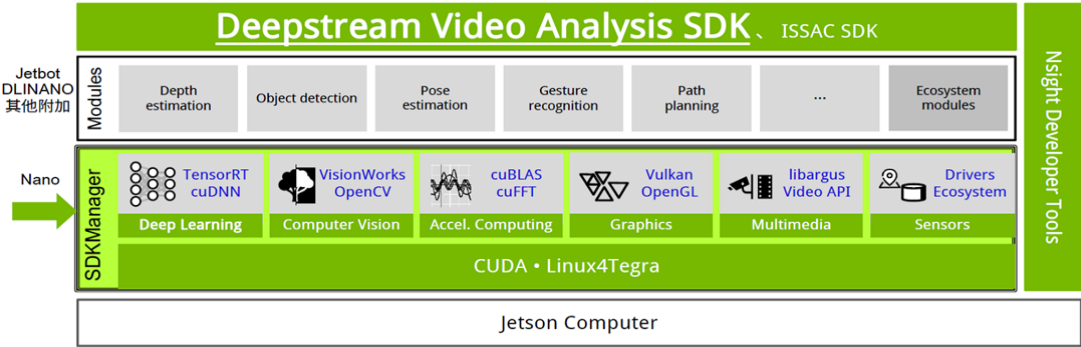 Deepstream Video Analysis SDK、ISSAC SDK
Jetbot
DLINANO
其他附加
Modules
Depth
estimation
Object detection
Pose
estimation
Gesture
recognition
Path
planning
...
Ecosystem
modules
Nsight Developer Tools
Nano
SDKManager
TensorRT
cuDNN
Deep Learning
VisionWorks
OpenCV
Computer Vision
cuBLAS
cuFFT
Accel. Computing
Vulkan
OpenGL
Graphics
libargus
Video API
Multimedia
Drivers
Ecosystem
Sensors
CUDA • Linux4Tegra
Jetson Computer